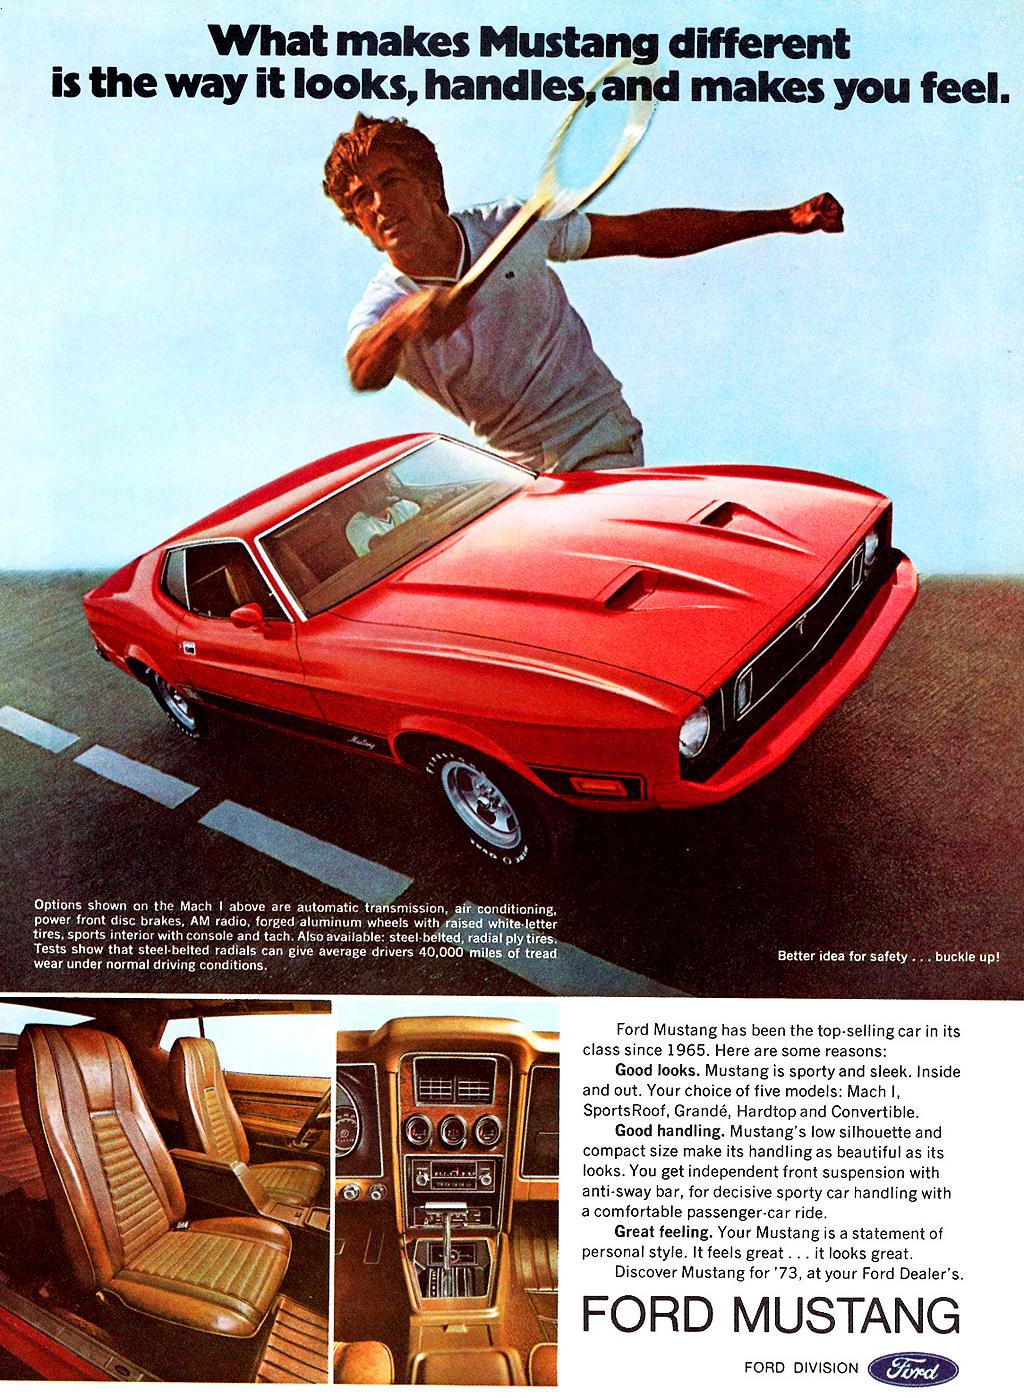 What makes Mustang different
is the way it looks, handles, and makes you feel.
Mustang
Options shown on the Mach I above are automatic transmission, air conditioning,
power front disc brakes, AM radio, forged aluminum wheels with raised white-letter
tires, sports interior with console and tach. Also available: steel-belted, radial ply tires.
Tests show that steel-belted radials can give average drivers 40,000 miles of tread
wear under normal driving conditions.
Better idea for safety . . . buckle up!
Ford Mustang has been the top-selling car in its
class since 1965. Here are some reasons:
Good looks. Mustang is sporty and sleek. Inside
and out. Your choice of five models: Mach I,
SportsRoof, Grandé, Hardtop and Convertible.
Good handling. Mustang's low silhouette and
compact size make its handling as beautiful as its
looks. You get independent front suspension with
anti-sway bar, for decisive sporty car handling with
a comfortable passenger-car ride.
Great feeling. Your Mustang is a statement of
personal style. It feels great . . . it looks great.
Discover Mustang for '73, at your Ford Dealer's.
FORD MUSTANG
FORD DIVISION Ford